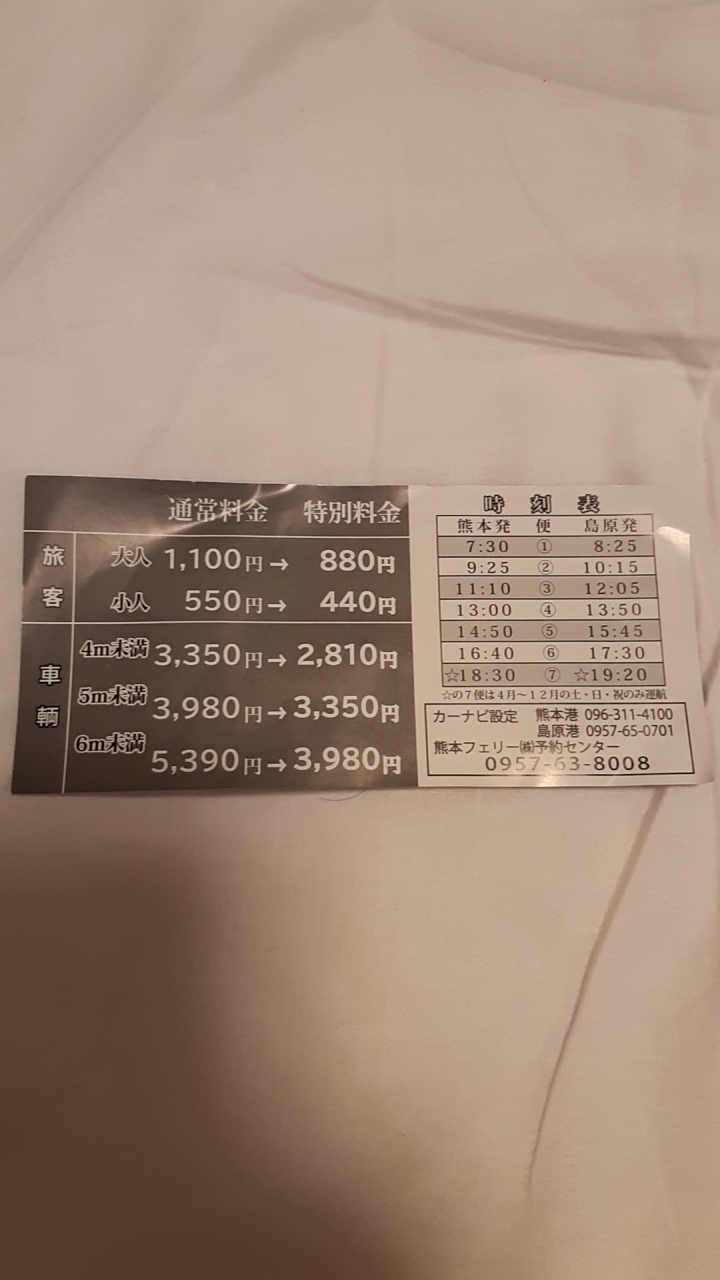 通常料金 特別料金
旅客
大人 1,100円→ 880円
小人 550円→ 440円
車輌
4m未満 3,350円→ 2,810円
5m未満 3,980円→ 3,350円
6m未満 5,390円→ 3,980円
時刻表
熊本発 便 島原発
7:30 ① 8:25
9:25 ② 10:15
11:10 ③ 12:05
13:00 ④ 13:50
14:50 ⑤ 15:45
16:40 ⑥ 17:30
☆18:30 ⑦ ☆19:20
☆の7便は4月～12月の土・日・祝のみ運航
カーナビ設定 熊本港 096-311-4100
島原港 0957-65-0701
熊本フェリー㈱予約センター
0957-63-8008